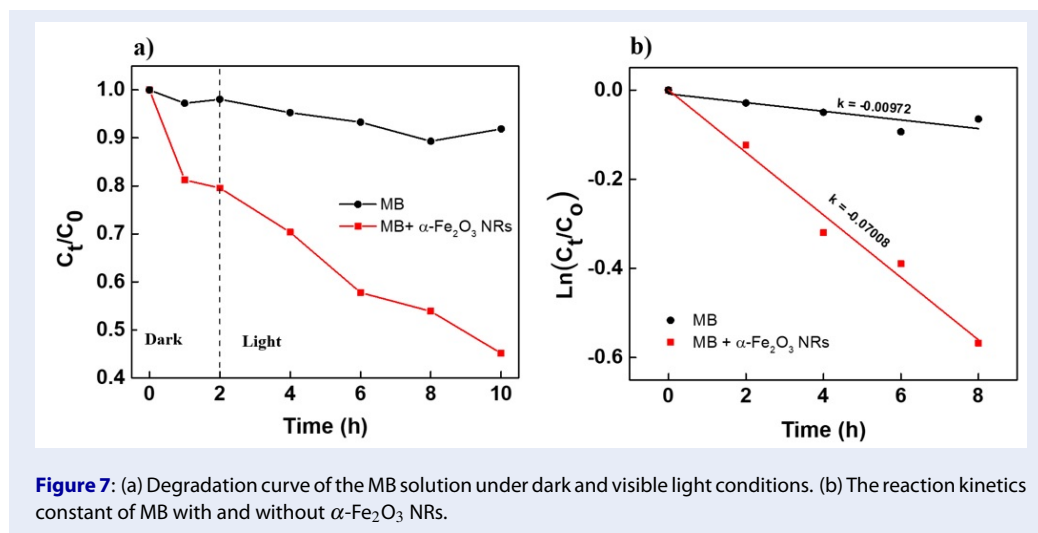 a)
1.0
0.9
0.8
0.7
0.6
0.5
0.4
Ct/C0
MB
MB+ α-Fe2O3 NRs
Dark
Light
0 2 4 6 8 10
Time (h)
b)
0.0
-0.2
-0.4
-0.6
Ln(Ct/Co)
k = -0.00972
k = -0.07008
MB
MB + α-Fe2O3 NRs
0 2 4 6 8
Time (h)
Figure 7: (a) Degradation curve of the MB solution under dark and visible light conditions. (b) The reaction kinetics
constant of MB with and without α-Fe2O3 NRs.